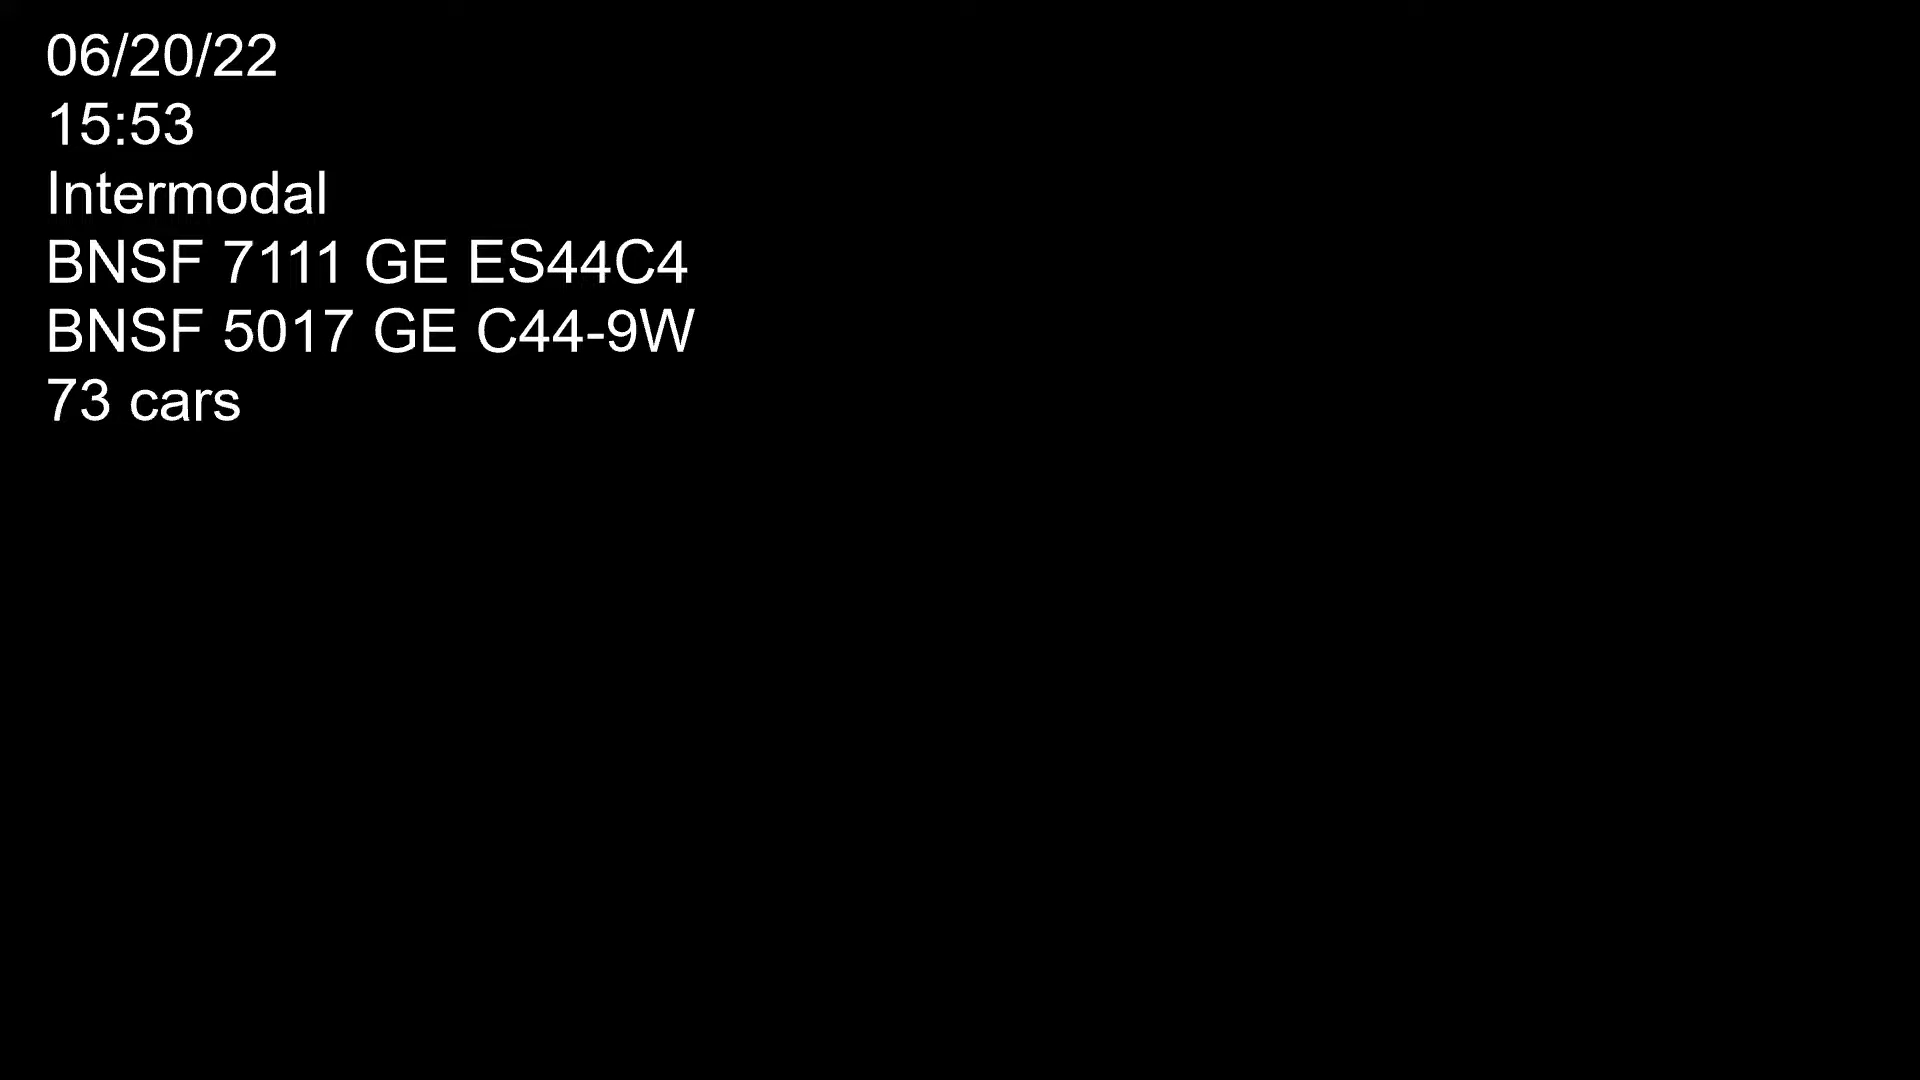 06/20/22
15:53
Intermodal
BNSF 7111 GE ES44C4
BNSF 5017 GE C44-9W
73 cars